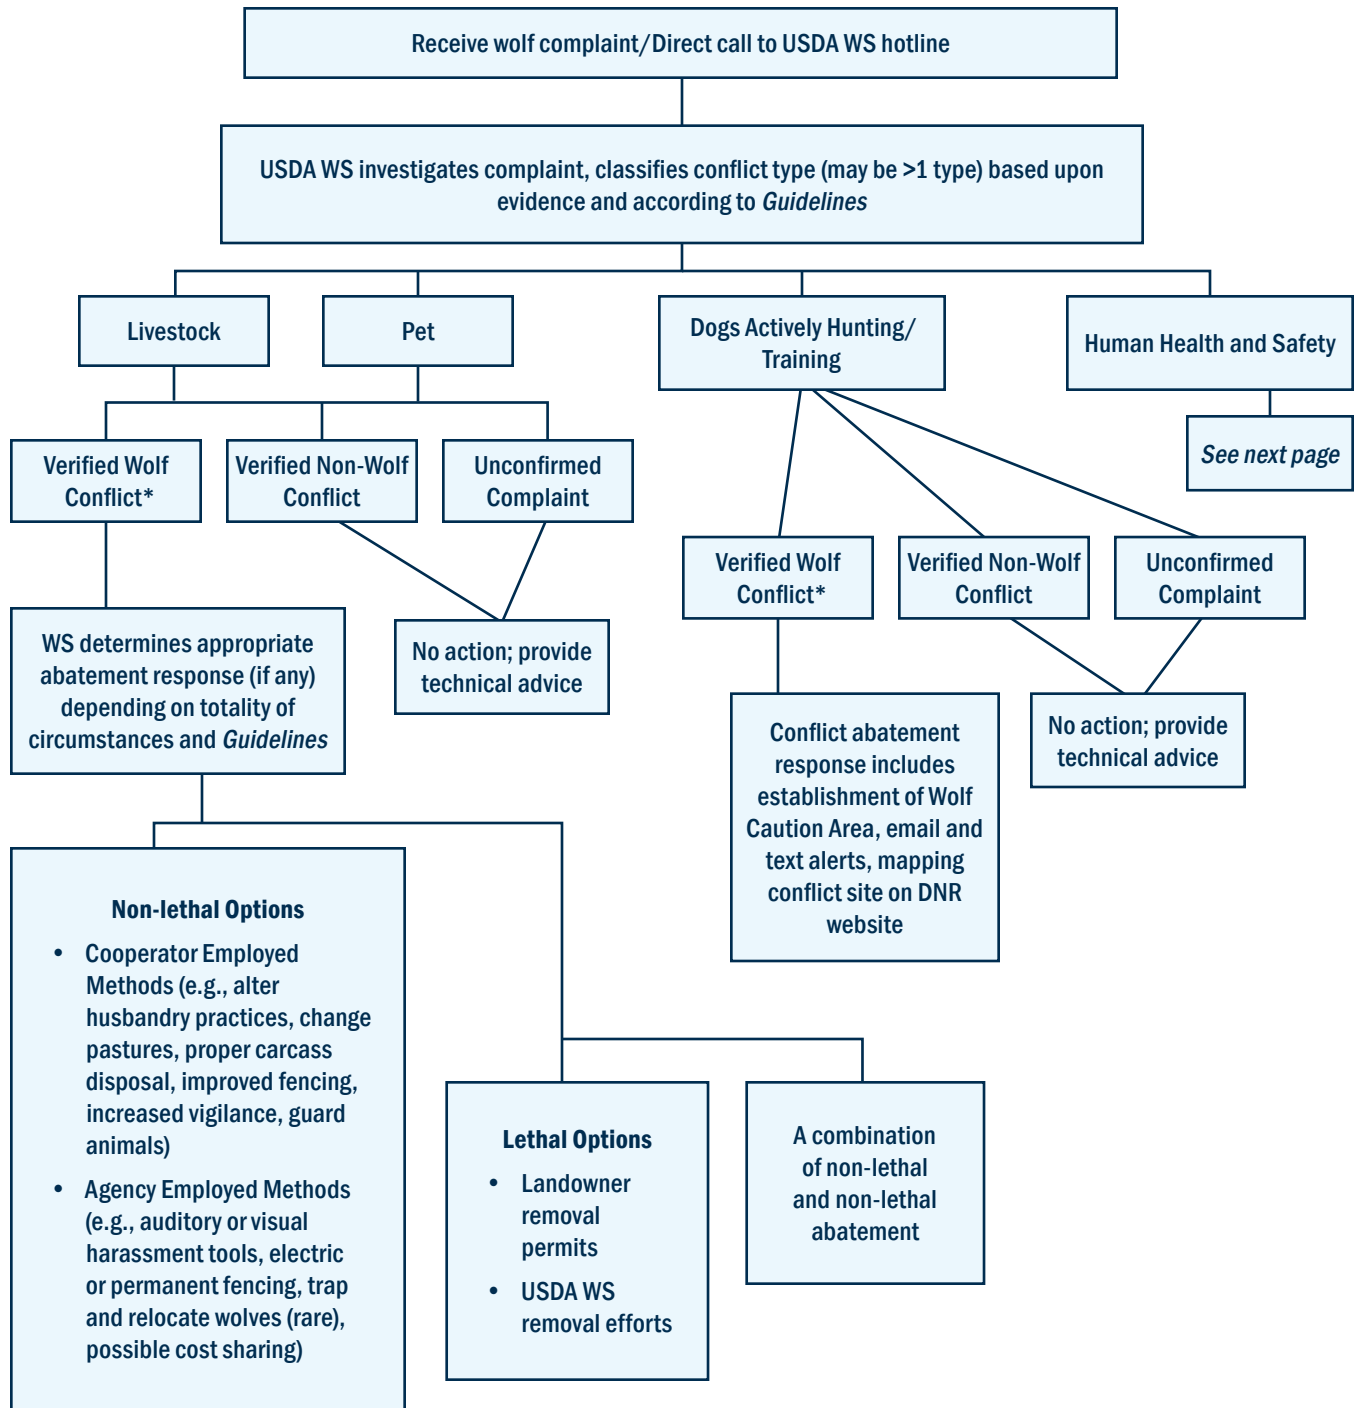 Receive wolf complaint/Direct call to USDA WS hotline
USDA WS investigates complaint, classifies conflict type (may be >1 type) based upon
evidence and according to Guidelines
Livestock
Pet
Dogs Actively Hunting/
Training
Human Health and Safety
See next page
Verified Wolf
Conflict*
Verified Non-Wolf
Conflict
Unconfirmed
Complaint
Verified Wolf
Conflict*
Verified Non-Wolf
Conflict
Unconfirmed
Complaint
WS determines appropriate
abatement response (if any)
depending on totality of
circumstances and Guidelines
No action; provide
technical advice
Conflict abatement
response includes
establishment of Wolf
Caution Area, email and
text alerts, mapping
conflict site on DNR
website
No action; provide
technical advice
Non-lethal Options
• Cooperator Employed
Methods (e.g., alter
husbandry practices, change
pastures, proper carcass
disposal, improved fencing,
increased vigilance, guard
animals)
• Agency Employed Methods
(e.g., auditory or visual
harassment tools, electric
or permanent fencing, trap
and relocate wolves (rare),
possible cost sharing)
Lethal Options
• Landowner
removal
permits
• USDA WS
removal efforts
A combination
of non-lethal
and non-lethal
abatement